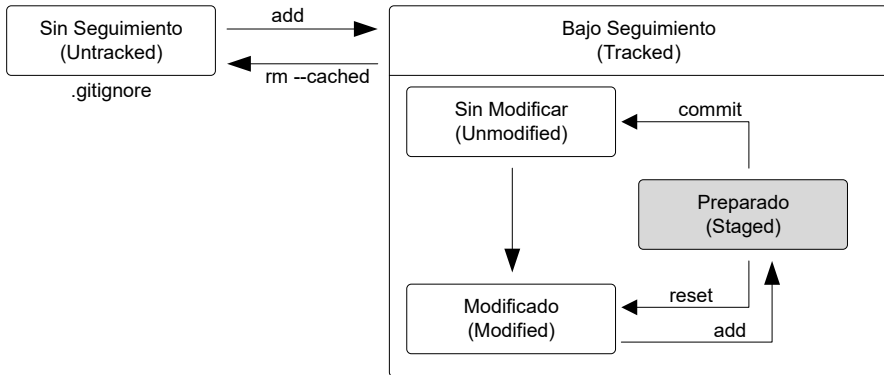 Sin Seguimiento
(Untracked)
.gitignore
add
rm --cached
Bajo Seguimiento
(Tracked)
Sin Modificar
(Unmodified)
commit
Preparado
(Staged)
Modificado
(Modified)
reset
add